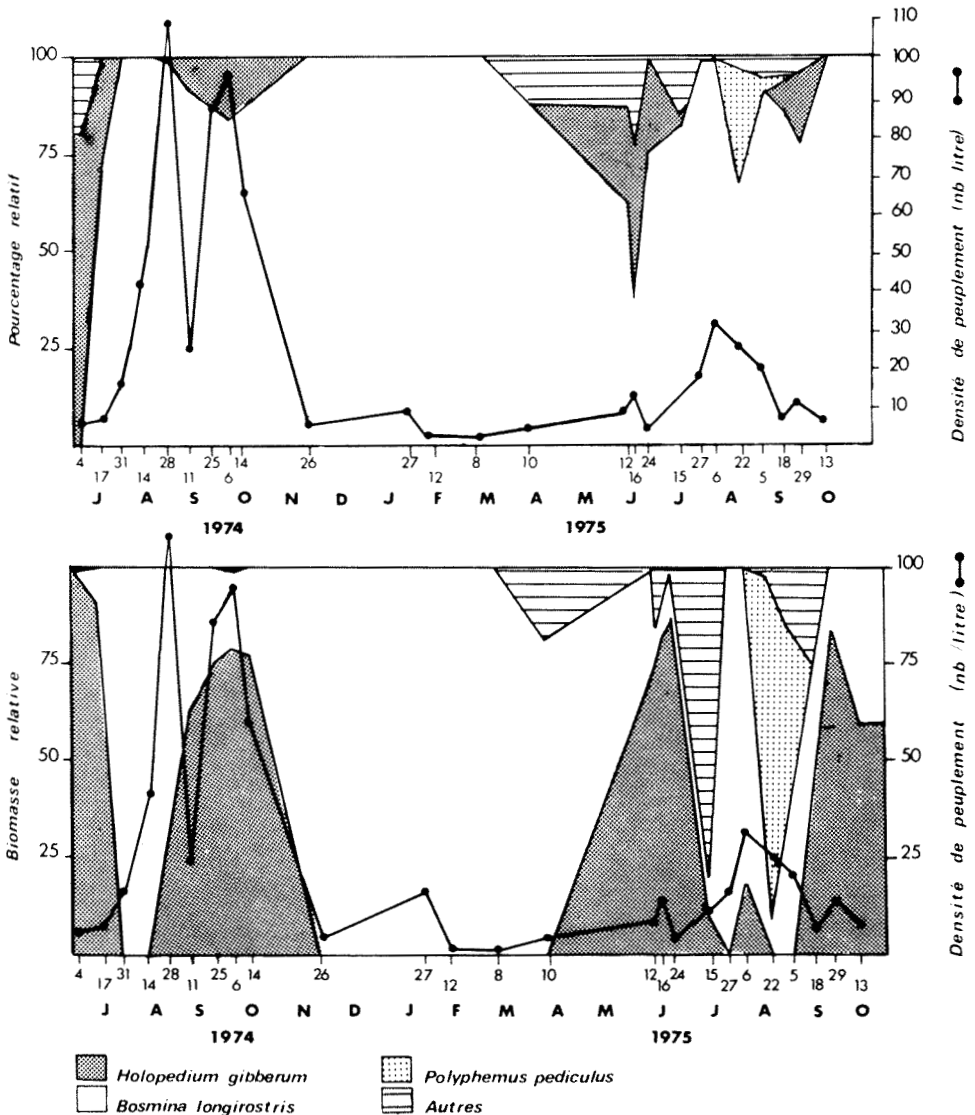 Pourcentage relatif
100
75
50
25
110
100
90
80
70
60
50
40
30
20
10
Densité de peuplement (nb litre)
4 17 31 14 28 11 25 6 14 26 27 12 8 10 12 16 24 15 27 6 22 5 18 29 13
J A S O N D J F M A M J J A S O
1974 1975
Biomasse relative
75
50
25
100
75
50
25
Densité de peuplement (nb /litre)
4 17 31 14 28 11 25 6 14 26 27 12 8 10 12 16 24 15 27 6 22 5 18 29 13
J A S O N D J F M A M J J A S O
1974 1975
Holopedium gibberum
Polyphemus pediculus
Bosmina longirostris
Autres